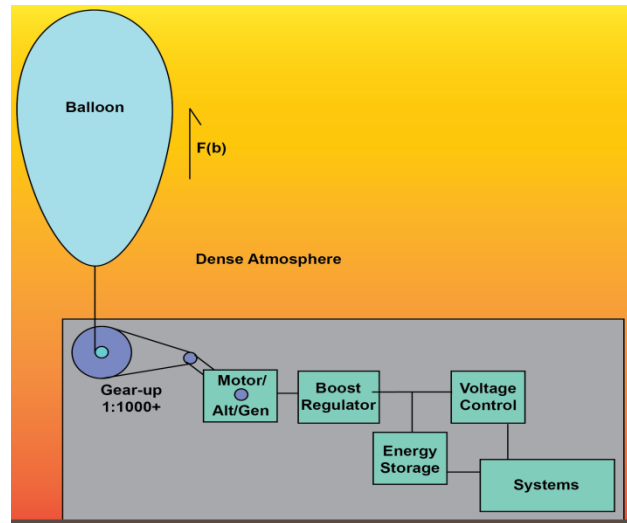 Balloon
F(b)
Dense Atmosphere
Gear-up
1:1000+
Motor/
Alt/Gen
Boost
Regulator
Voltage
Control
Energy
Storage
Systems